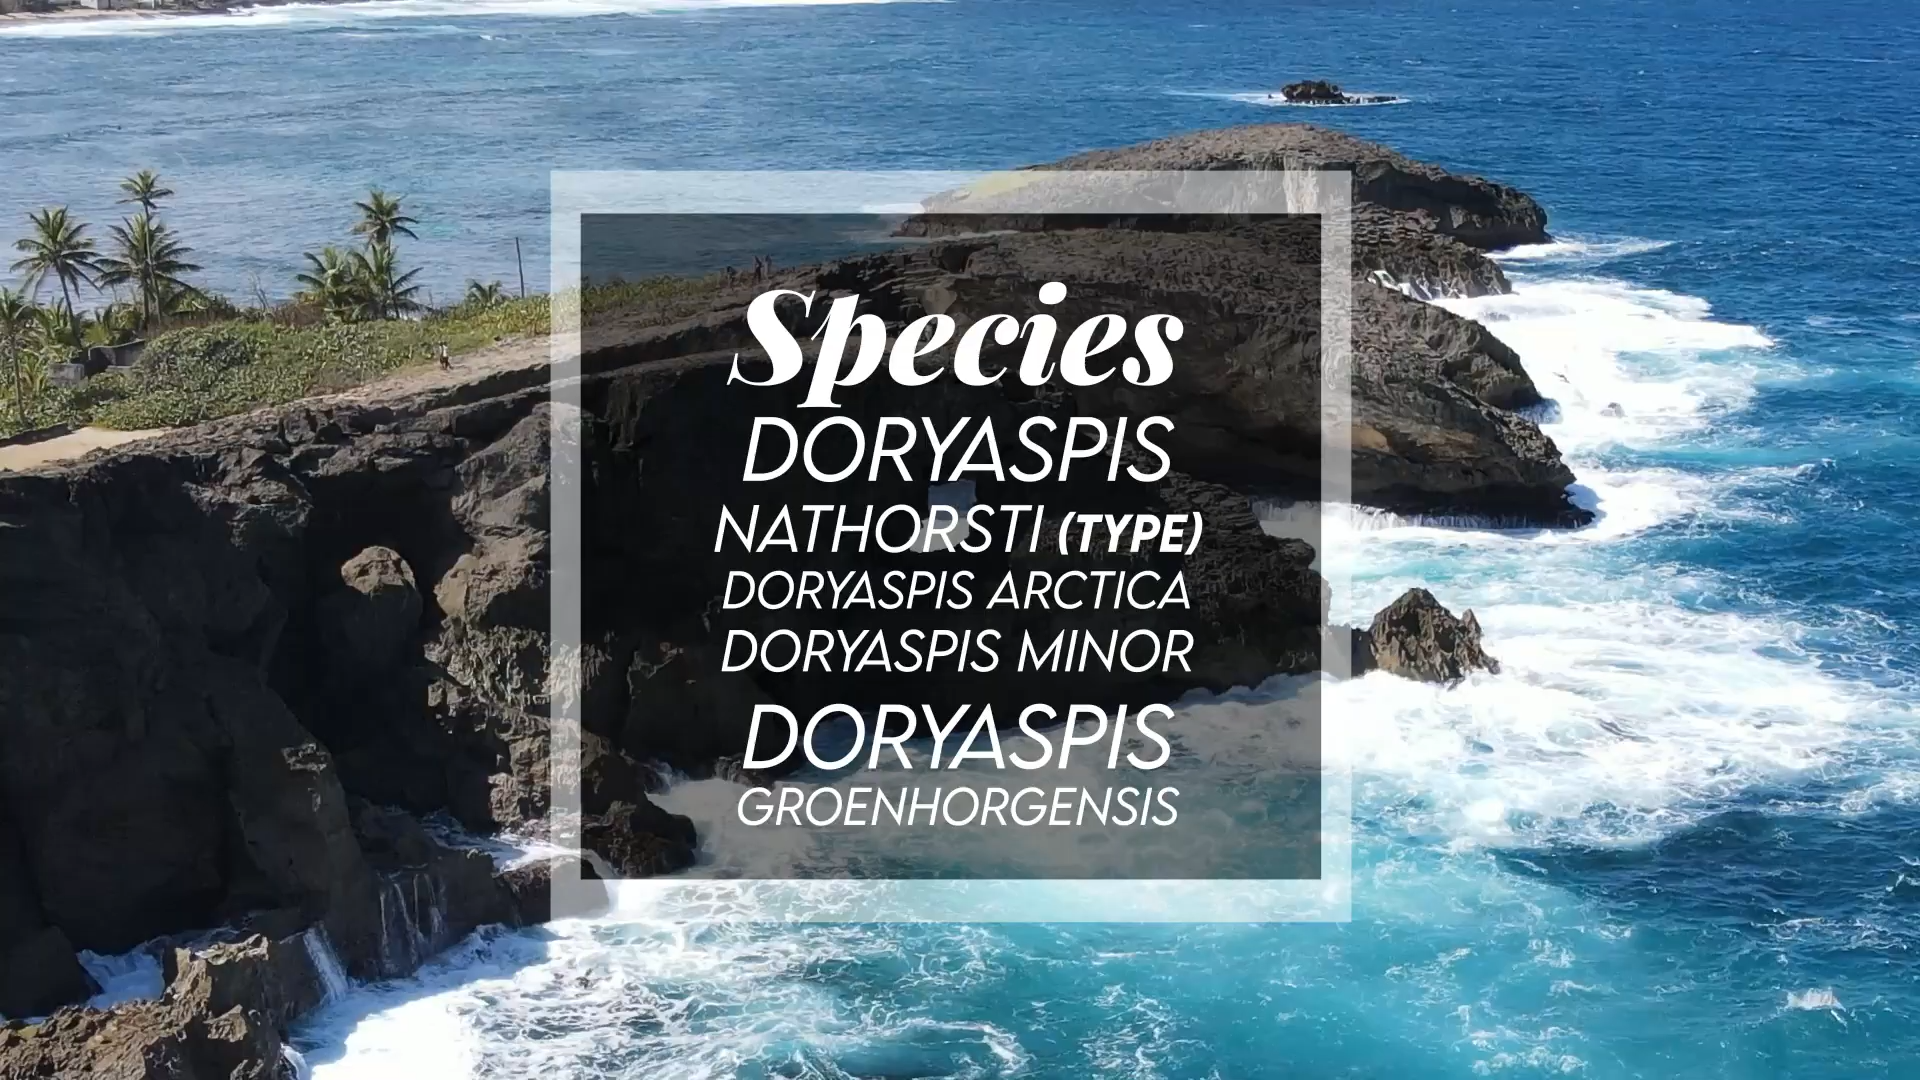 Species
DORYASPIS
NATHORSTI (TYPE)
DORYASPIS ARCTICA
DORYASPIS MINOR
DORYASPIS
GROENHORGENSIS